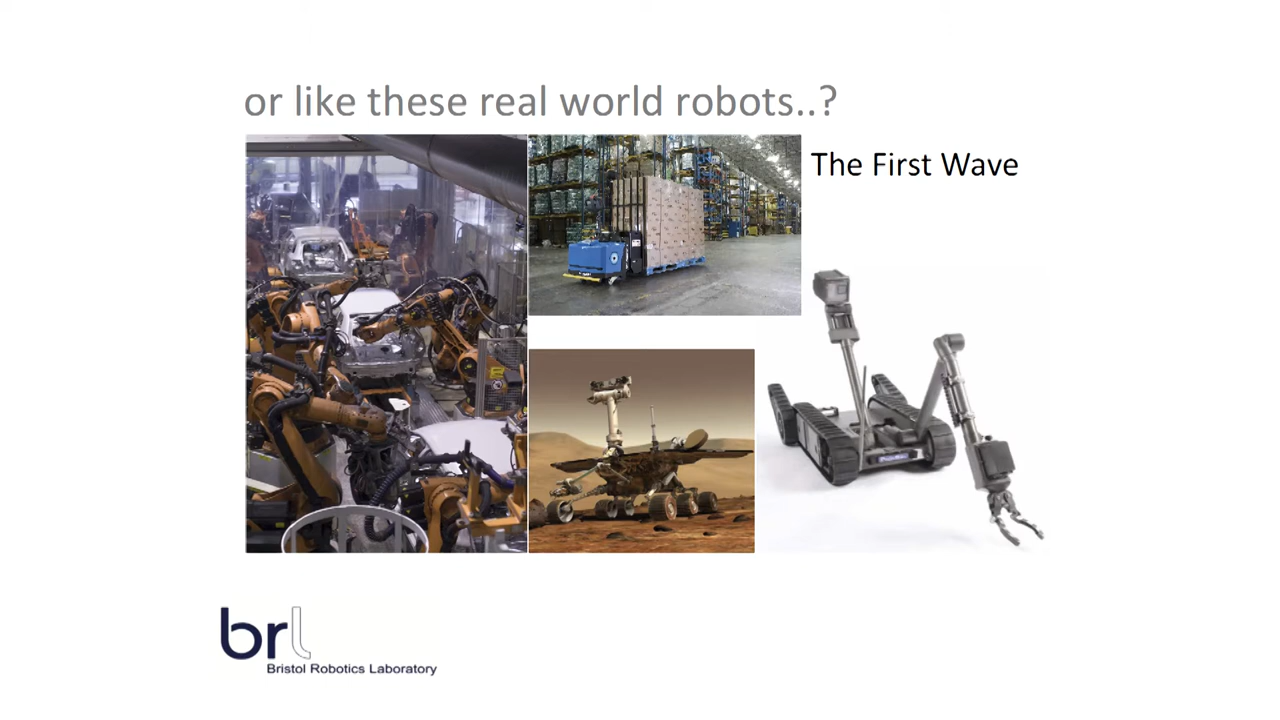 or like these real world robots..?
The First Wave
brl
Bristol Robotics Laboratory